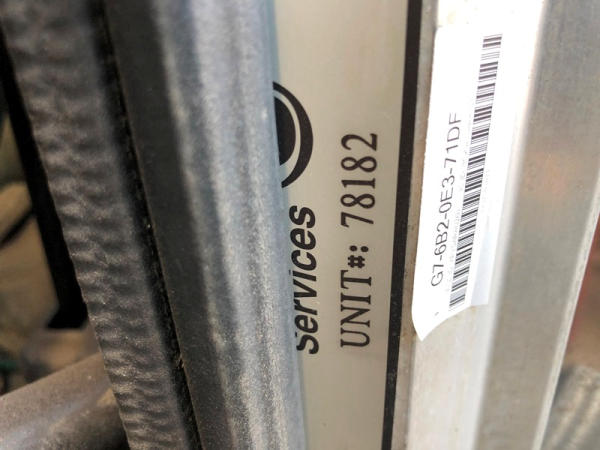 Services
UNIT#: 78182
G7-6B2-0E3-71DF